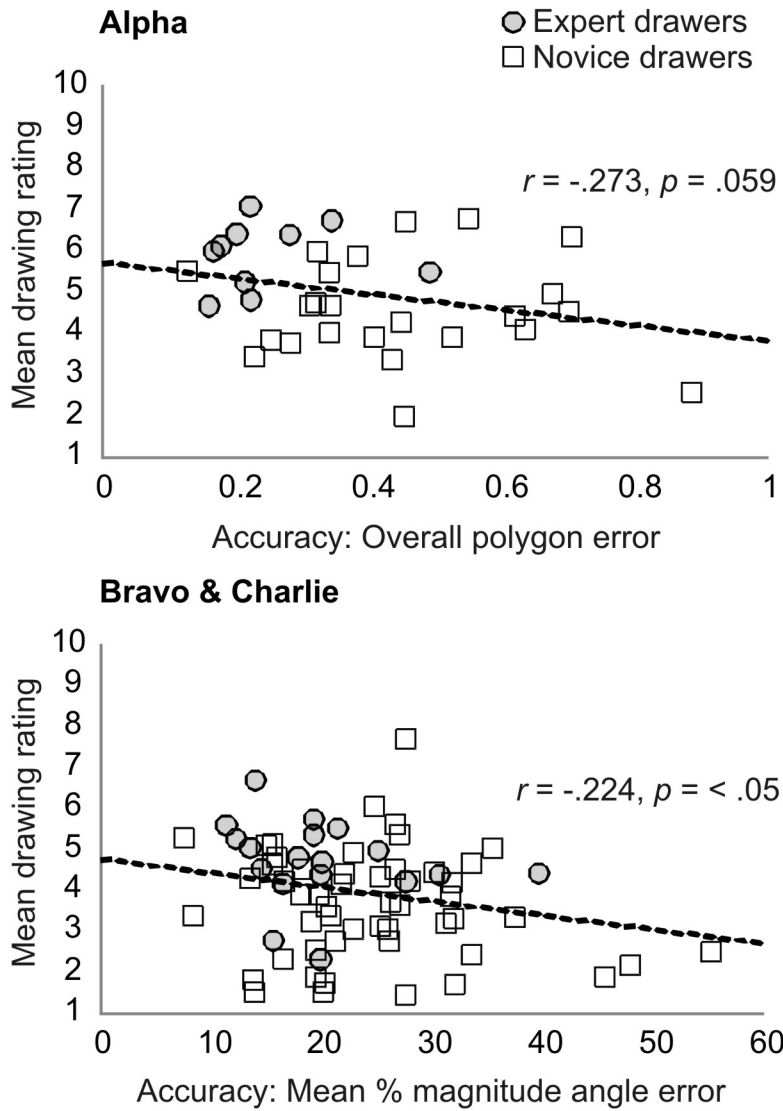 Alpha
Expert drawers
Novice drawers
10
9
8
7
6
5
4
3
2
1
Mean drawing rating
r = -.273, p = .059
0 0.2 0.4 0.6 0.8 1
Accuracy: Overall polygon error
Bravo & Charlie
10
9
8
7
6
5
4
3
2
1
Mean drawing rating
r = -.224, p = < .05
0 10 20 30 40 50 60
Accuracy: Mean % magnitude angle error